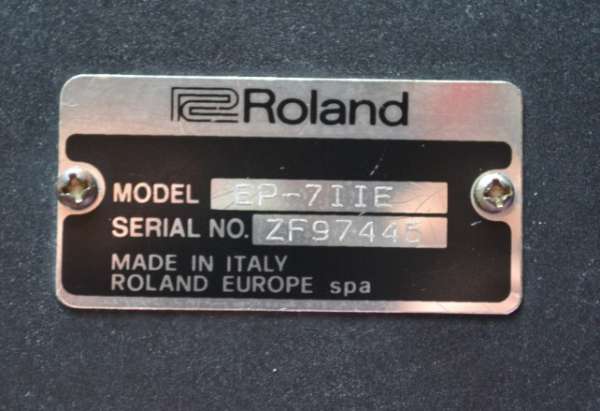 Roland
MODEL EP-7IIE
SERIAL NO. ZF97445
MADE IN ITALY
ROLAND EUROPE spa